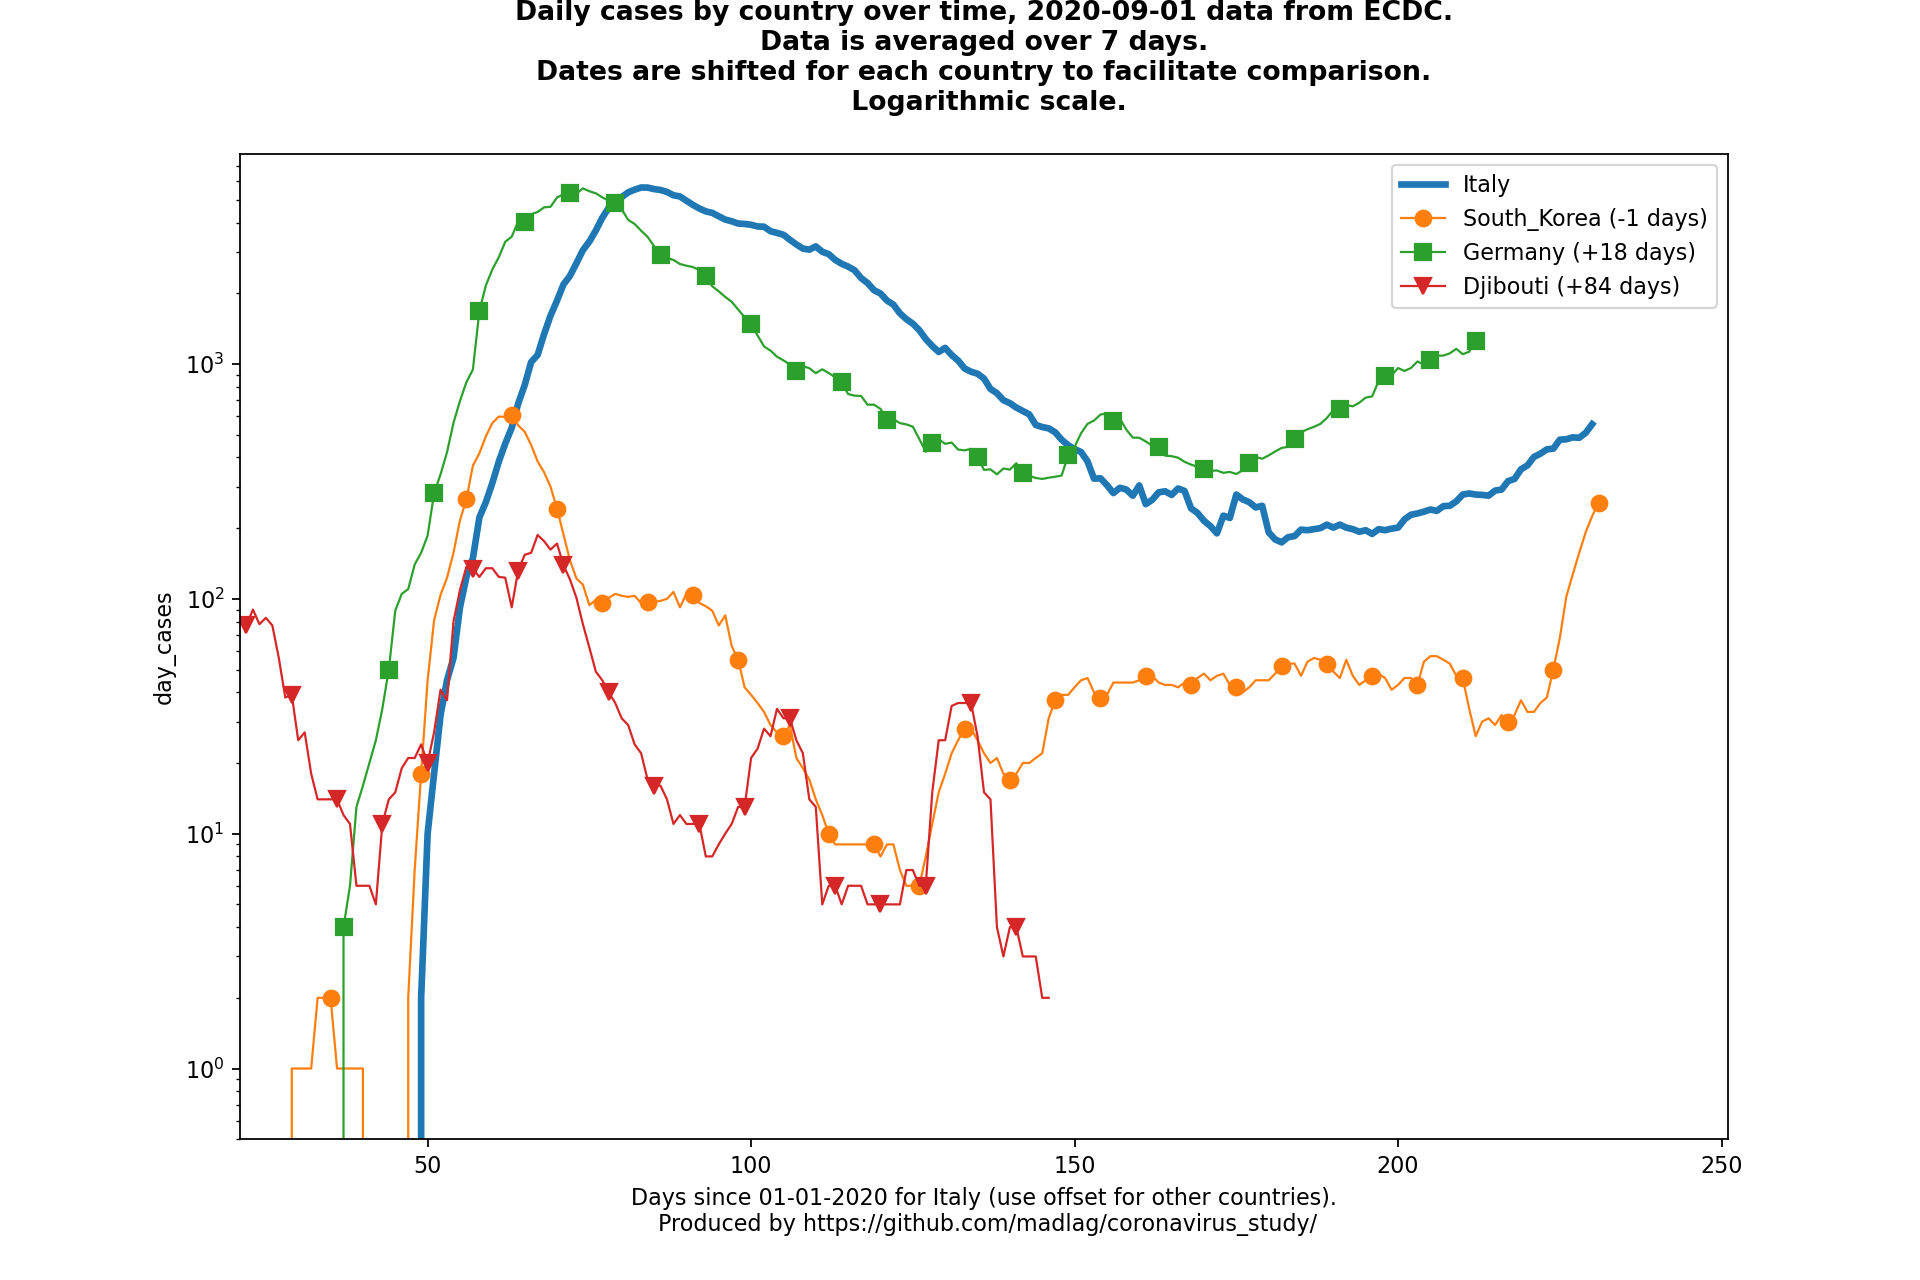 Daily cases by country over time, 2020-09-01 data from ECDC.
Data is averaged over 7 days.
Dates are shifted for each country to facilitate comparison.
Logarithmic scale.
Italy
South_Korea (-1 days)
Germany (+18 days)
Djibouti (+84 days)
day_cases
10³
10²
10¹
10⁰
50 100 150 200 250
Days since 01-01-2020 for Italy (use offset for other countries).
Produced by https://github.com/madlag/coronavirus_study/